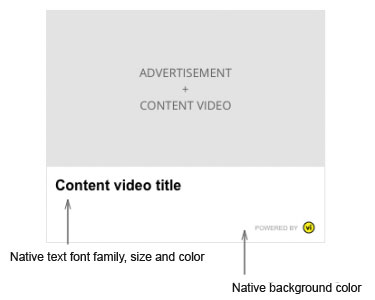 ADVERTISEMENT
+
CONTENT VIDEO
Content video title
POWERED BY vi
Native text font family, size and color
Native background color